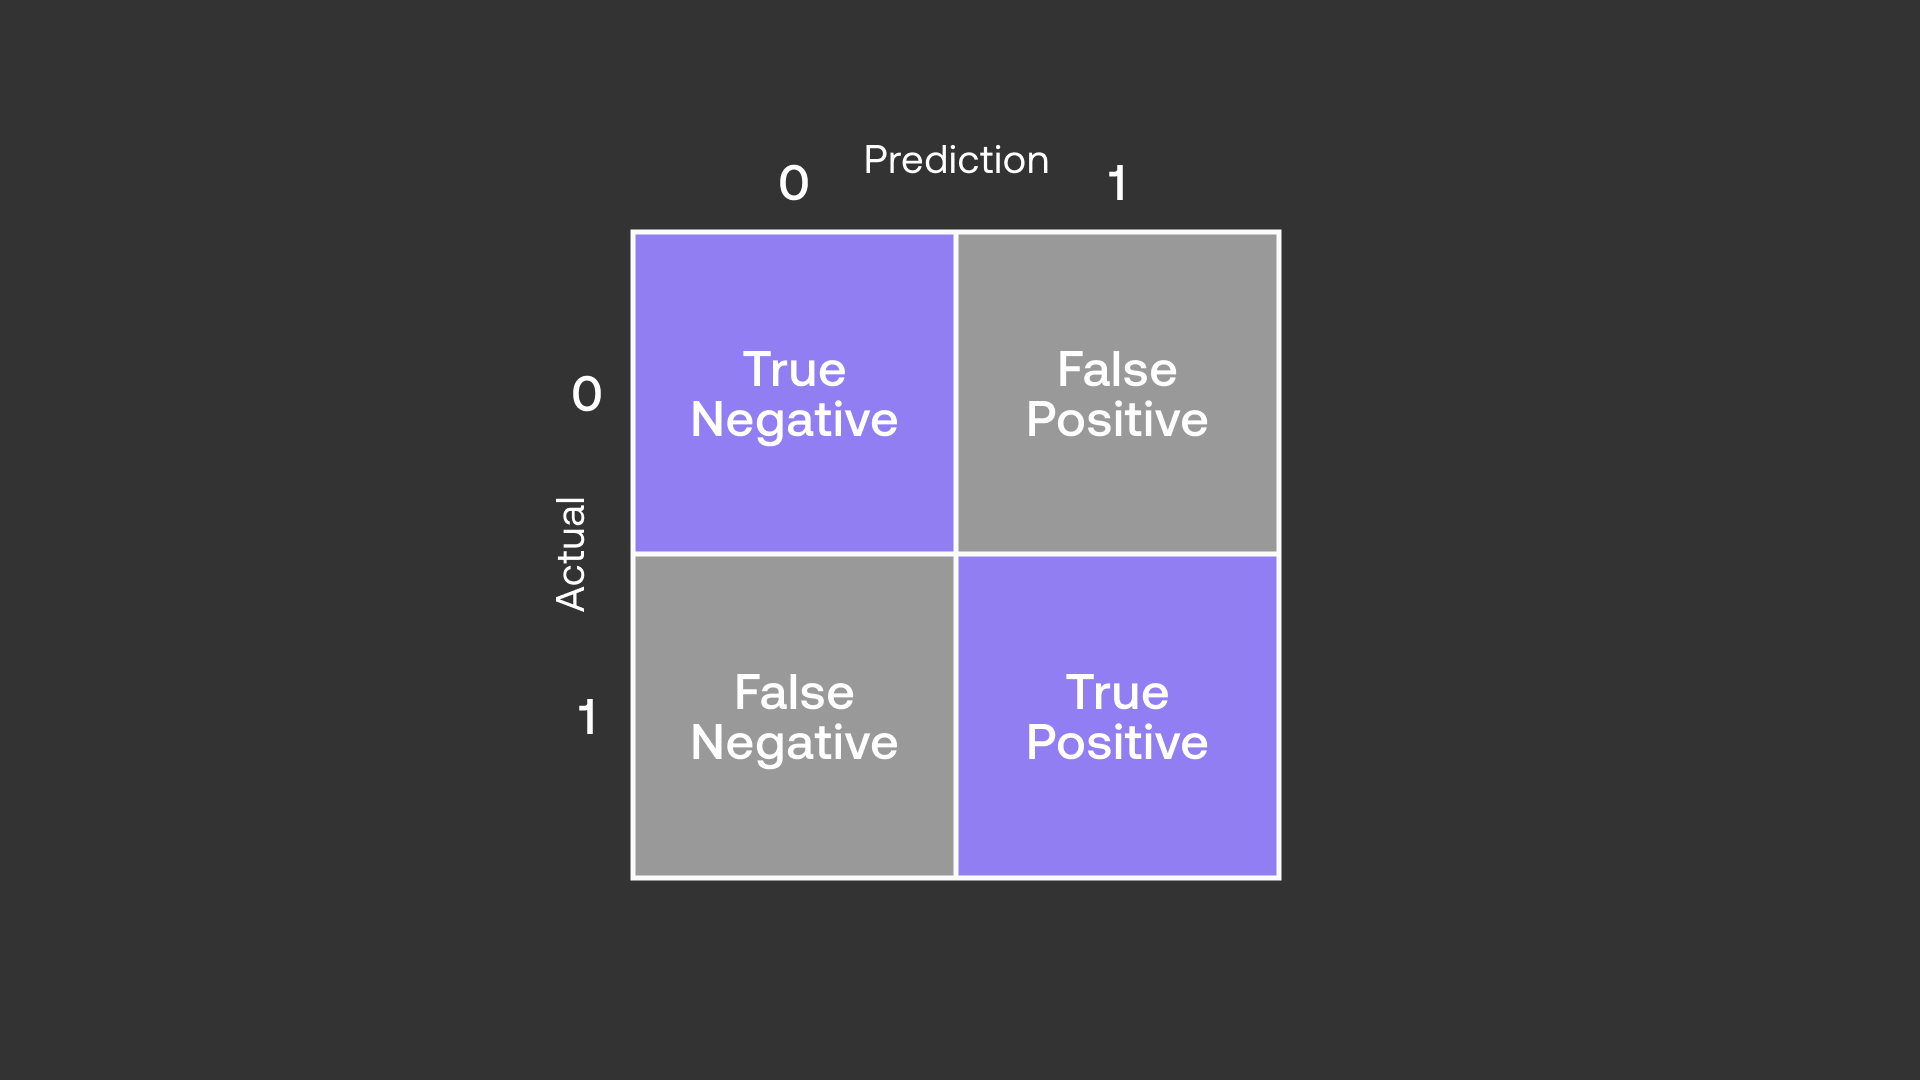 Prediction
0 1
0
True
Negative
False
Positive
Actual
1
False
Negative
True
Positive